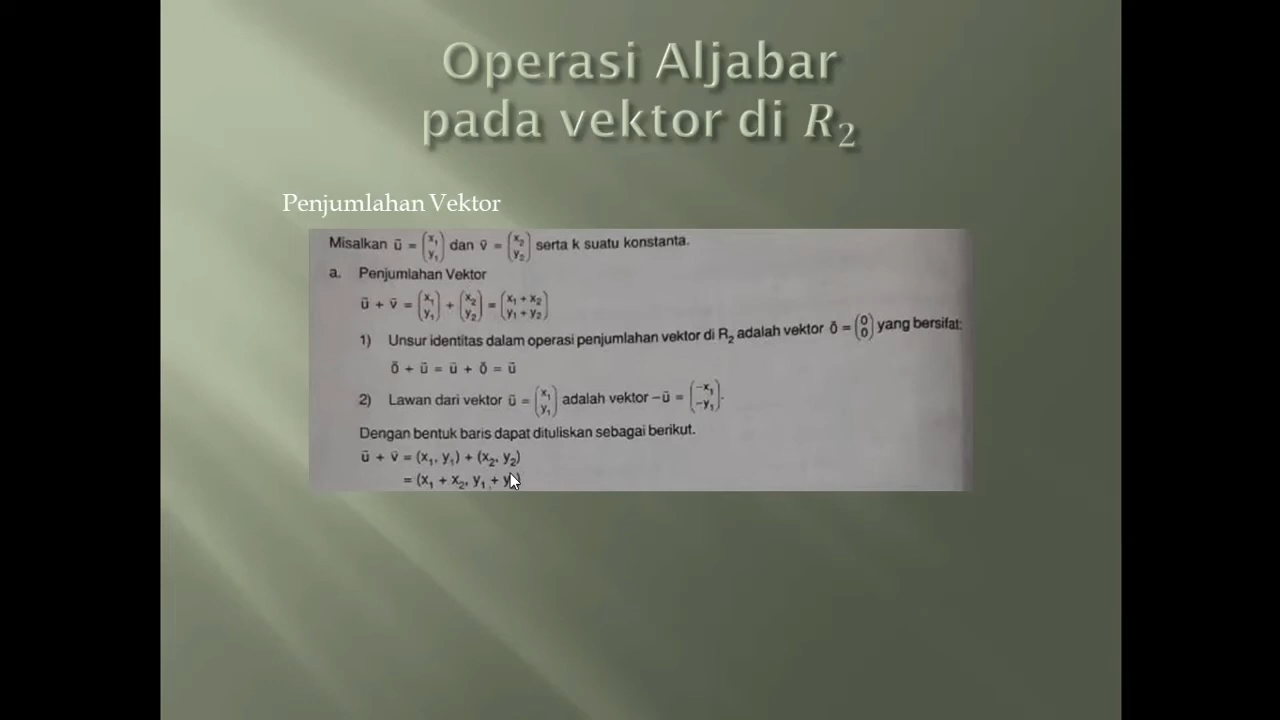 Operasi Aljabar
pada vektor di R₂
Penjumlahan Vektor
Misalkan ū = (x₁ y₁) dan v̄ = (x₂ y₂) serta k suatu konstanta.
a. Penjumlahan Vektor
ū + v̄ = (x₁ y₁) + (x₂ y₂) = (x₁ + x₂ y₁ + y₂)
1) Unsur identitas dalam operasi penjumlahan vektor di R₂ adalah vektor ō = (0 0) yang bersifat:
ō + ū = ū + ō = ū
2) Lawan dari vektor ū = (x₁ y₁) adalah vektor –ū = (–x₁ –y₁).
Dengan bentuk baris dapat dituliskan sebagai berikut.
ū + v̄ = (x₁, y₁) + (x₂, y₂)
= (x₁ + x₂, y₁ + y